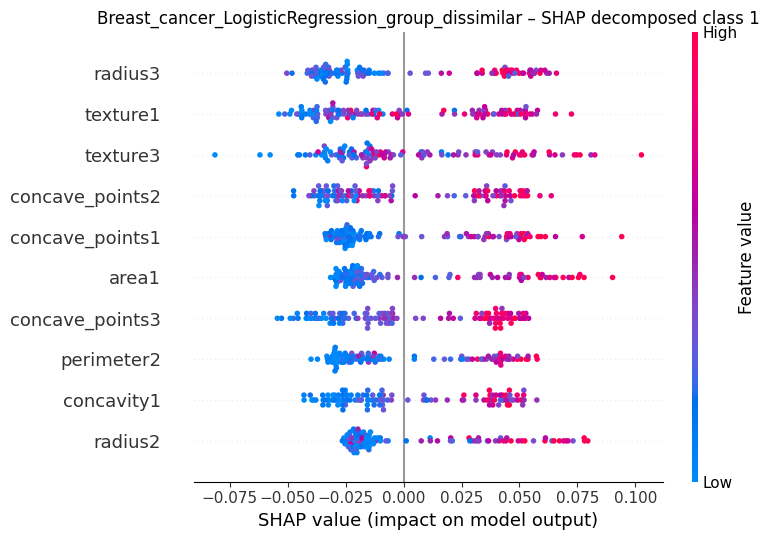 Breast_cancer_LogisticRegression_group_dissimilar – SHAP decomposed class 1
High
radius3
texture1
texture3
concave_points2
concave_points1
area1
concave_points3
perimeter2
concavity1
radius2
Feature value
Low
−0.075 −0.050 −0.025 0.000 0.025 0.050 0.075 0.100
SHAP value (impact on model output)